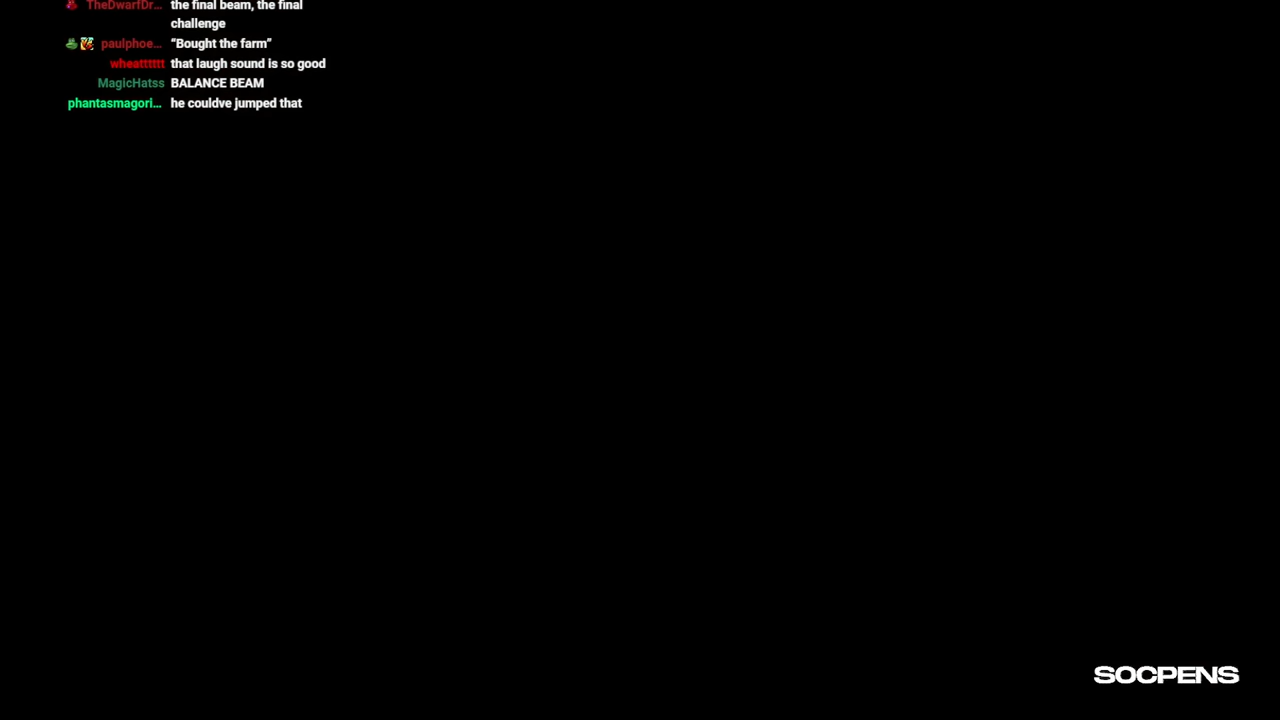 TheDwarfDr… the final beam, the final
challenge
paulphoe… “Bought the farm”
wheatttttt that laugh sound is so good
MagicHatss BALANCE BEAM
phantasmagori… he couldve jumped that
SOCPENS